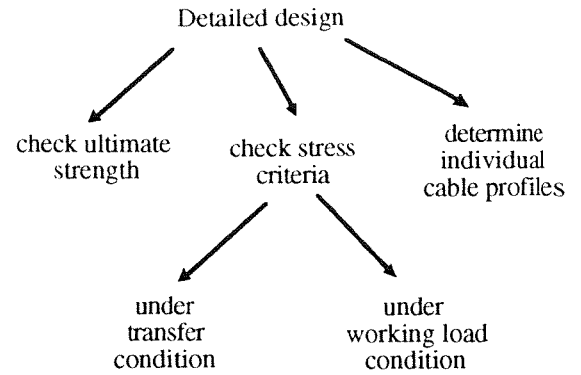 Detailed design
check ultimate
strength
check stress
criteria
determine
individual
cable profiles
under
transfer
condition
under
working load
condition